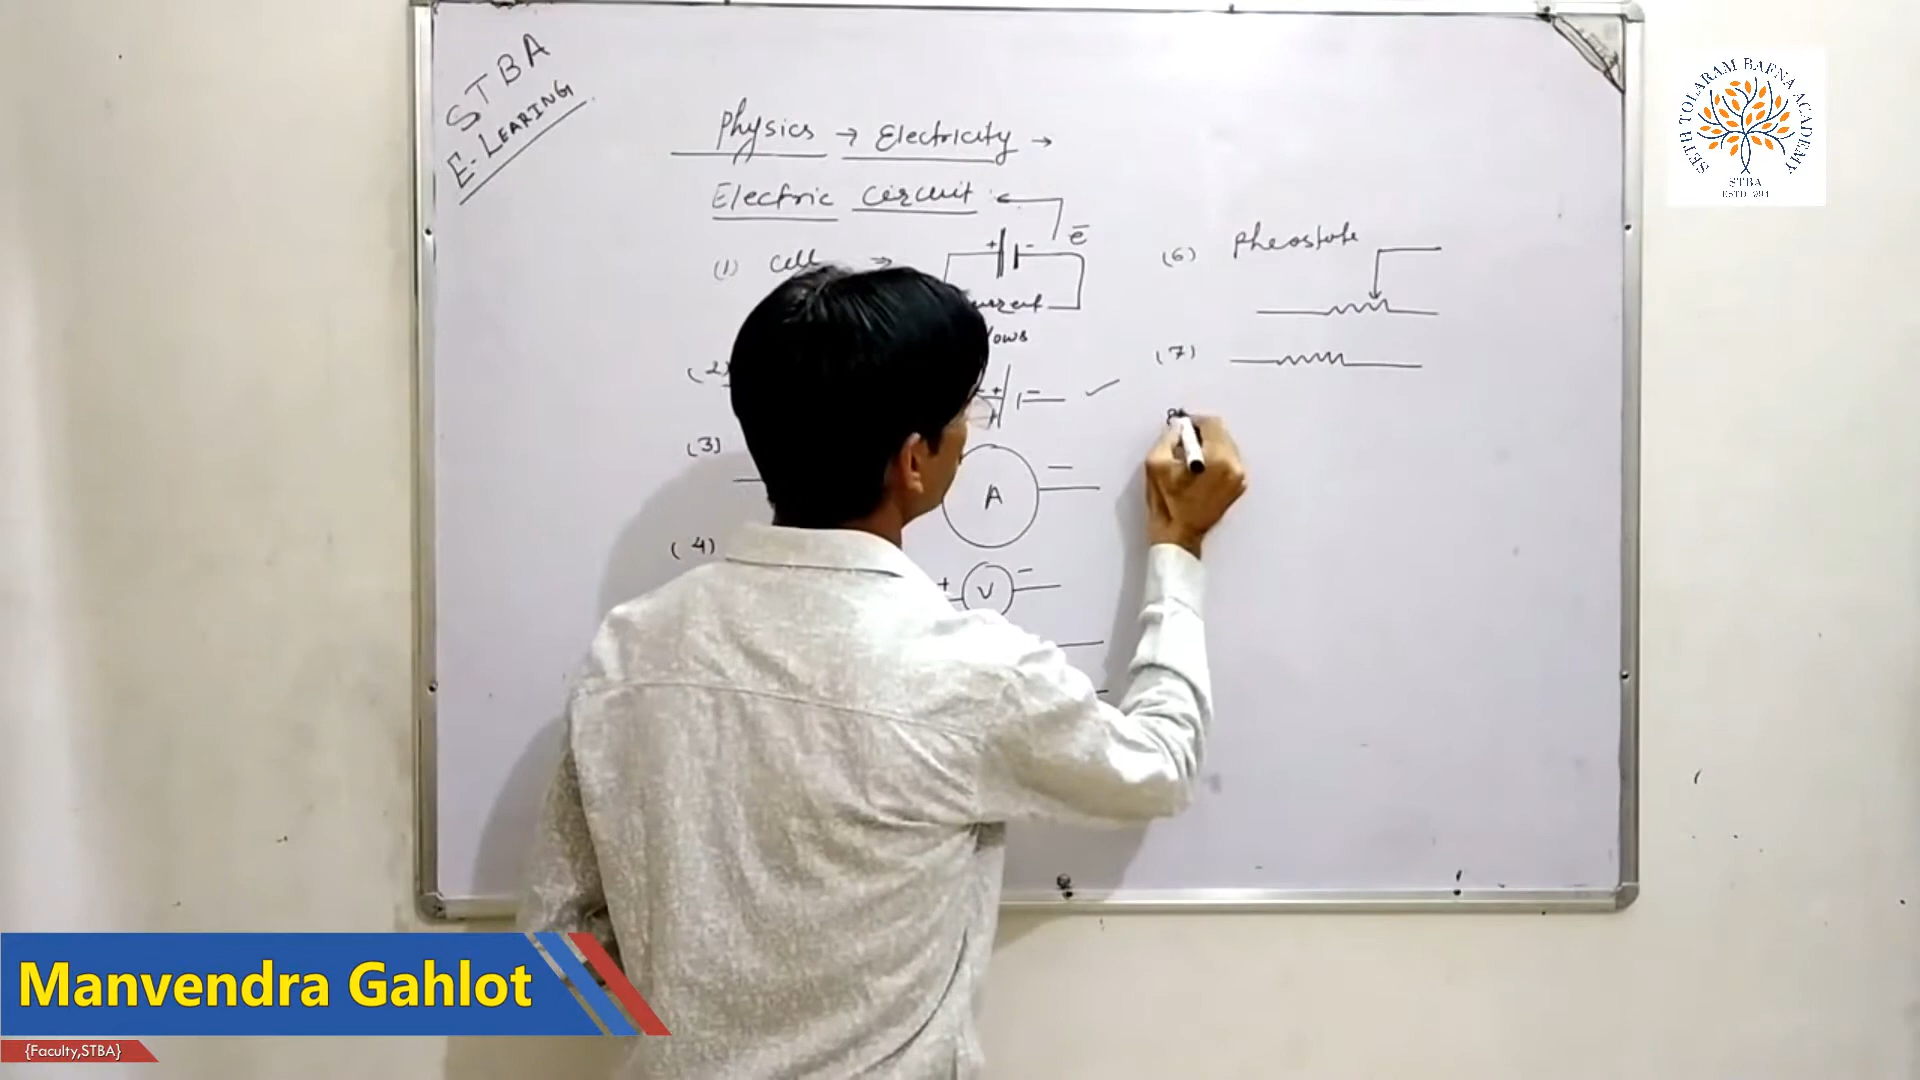 STBA
E-LEARING
Physics → Electricity →
Electric circuit
(1) Cell →
+ - e
flows
(2)
+ -
(3)
A -
(4)
+ V -
(6) Rheostate
(7)
SETH TOLARAM BAFNA ACADEMY
STBA
Manvendra Gahlot
{Faculty,STBA}